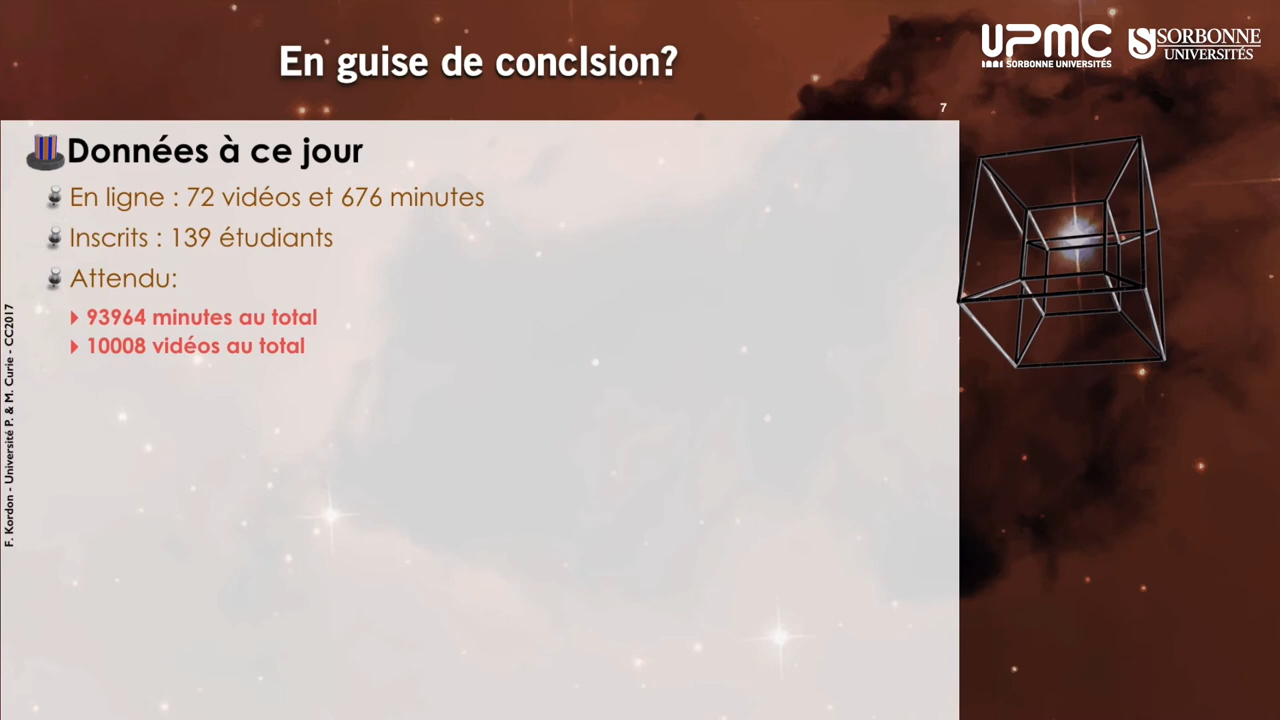 En guise de conclsion?
UPMC
SORBONNE UNIVERSITÉS
SORBONNE
UNIVERSITÉS
7
Données à ce jour
En ligne : 72 vidéos et 676 minutes
Inscrits : 139 étudiants
Attendu:
93964 minutes au total
10008 vidéos au total
F. Kordon - Université P. & M. Curie - CC2017